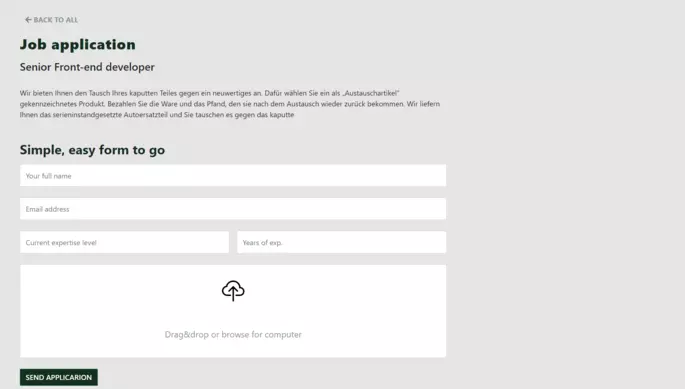 BACK TO ALL
Job application
Senior Front-end developer
Wir bieten Ihnen den Tausch Ihres kaputten Teiles gegen ein neuwertiges an. Dafür wählen Sie ein als „Austauschartikel"
gekennzeichnetes Produkt. Bezahlen Sie die Ware und das Pfand, den sie nach dem Austausch wieder zurück bekommen. Wir liefern
Ihnen das serieninstandgesetzte Autoersatzteil und Sie tauschen es gegen das kaputte
Simple, easy form to go
Your full name
Email address
Current expertise level
Years of exp.
Drag&drop or browse for computer
SEND APPLICARION